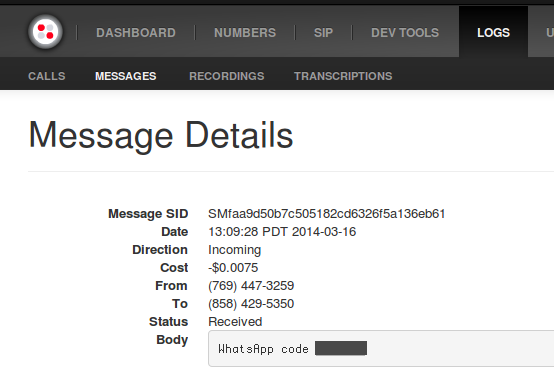 DASHBOARD NUMBERS SIP DEV TOOLS LOGS
CALLS MESSAGES RECORDINGS TRANSCRIPTIONS
Message Details
Message SID SMfaa9d50b7c505182cd6326f5a136eb61
Date 13:09:28 PDT 2014-03-16
Direction Incoming
Cost -$0.0075
From (769) 447-3259
To (858) 429-5350
Status Received
Body
WhatsApp code